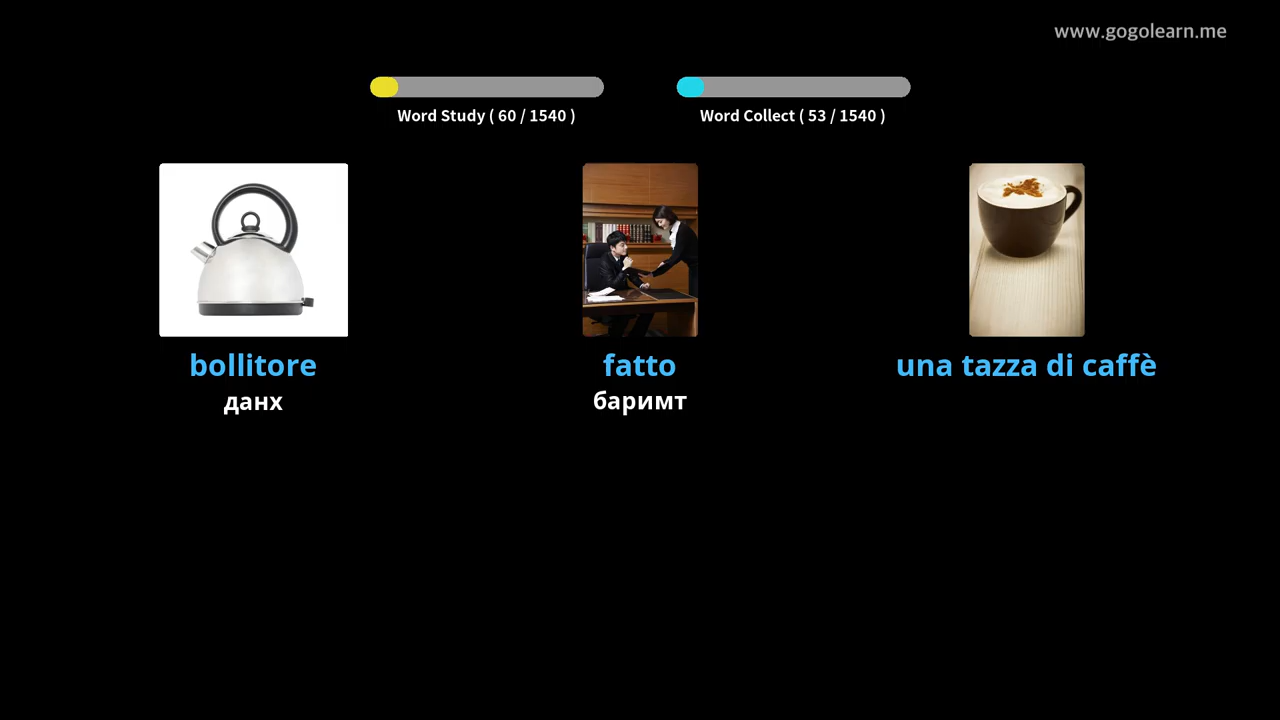 www.gogolearn.me
Word Study ( 60 / 1540 )
Word Collect ( 53 / 1540 )
bollitore
данх
fatto
баримт
una tazza di caffè